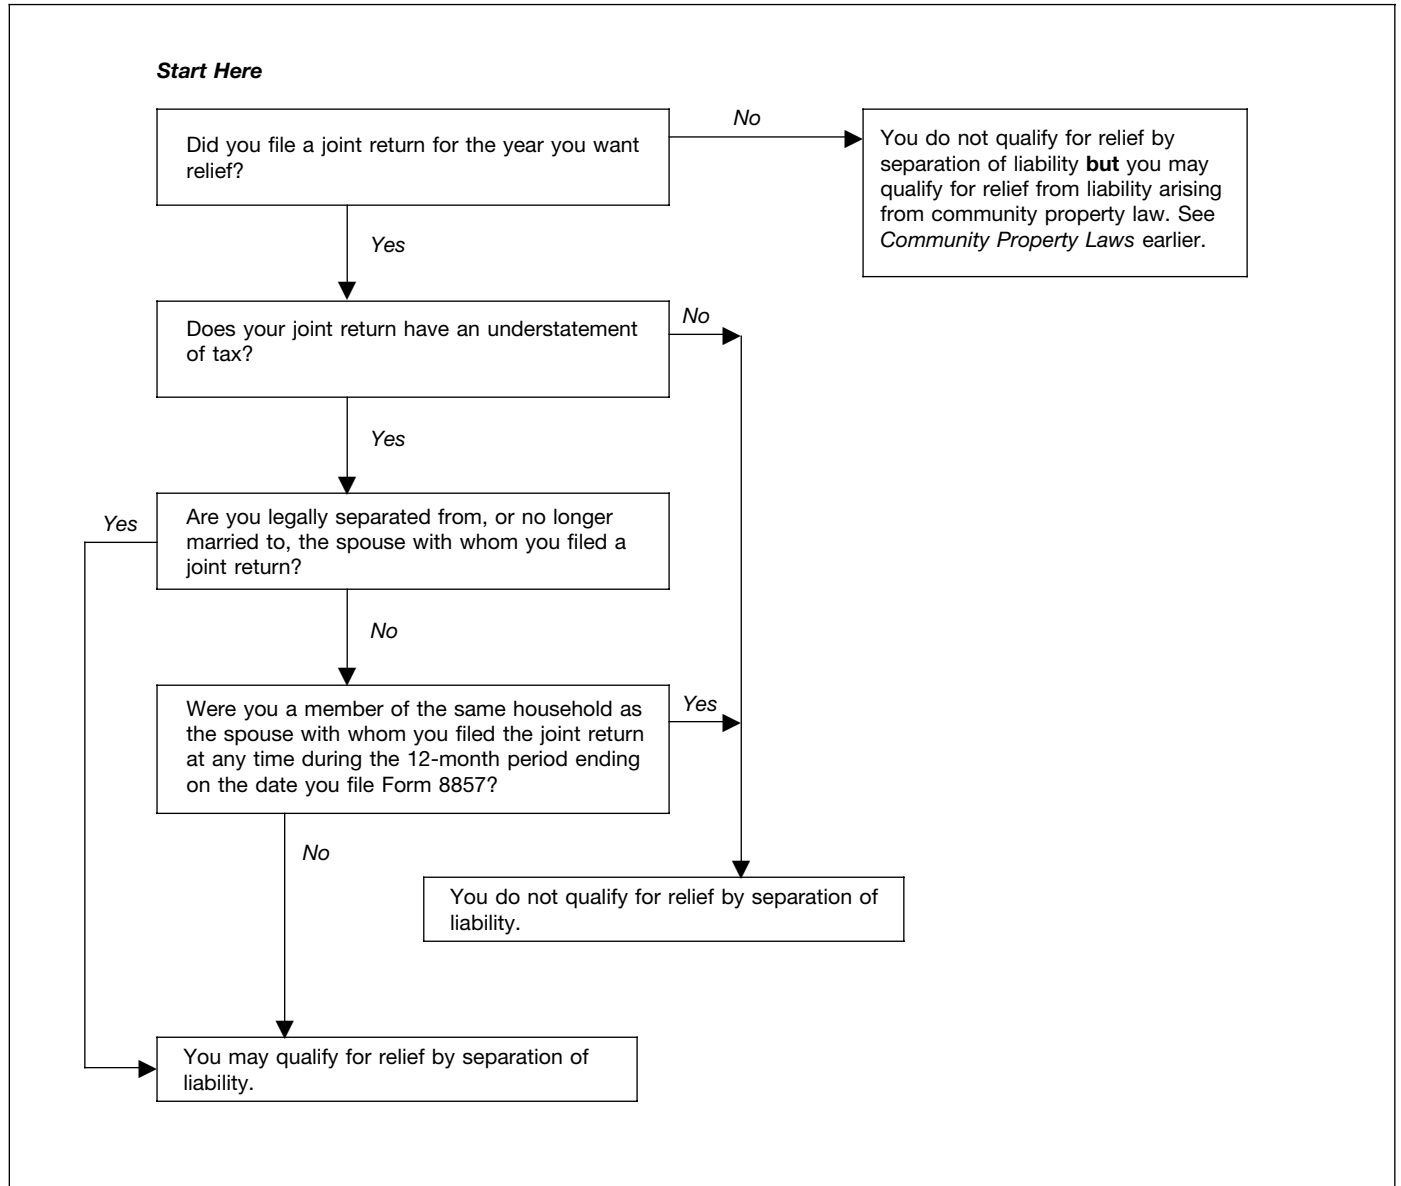 Start Here
Did you file a joint return for the year you want
relief?
No
You do not qualify for relief by
separation of liability but you may
qualify for relief from liability arising
from community property law. See
Community Property Laws earlier.
Yes
Does your joint return have an understatement
of tax?
No
Yes
Are you legally separated from, or no longer
married to, the spouse with whom you filed a
joint return?
Yes
No
Were you a member of the same household as
the spouse with whom you filed the joint return
at any time during the 12-month period ending
on the date you file Form 8857?
Yes
No
You do not qualify for relief by separation of
liability.
You may qualify for relief by separation of
liability.